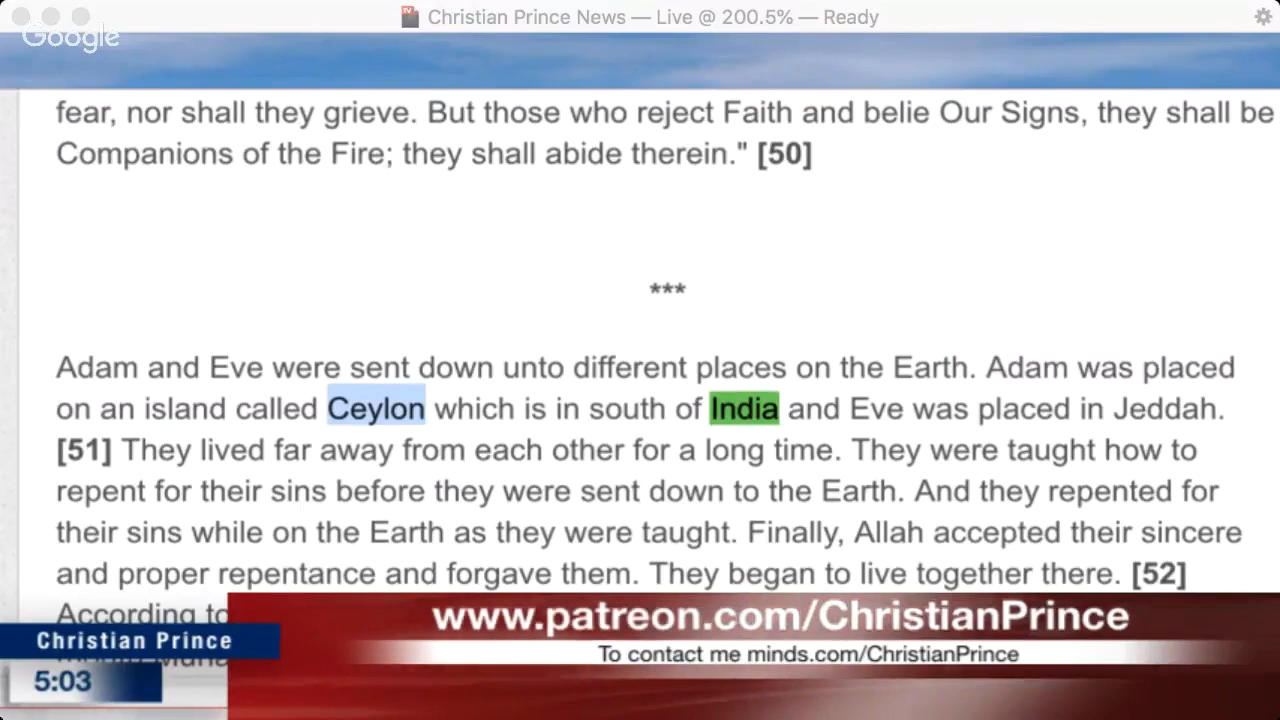 Christian Prince News — Live @ 200.5% — Ready
Google
fear, nor shall they grieve. But those who reject Faith and belie Our Signs, they shall be
Companions of the Fire; they shall abide therein." [50]
***
Adam and Eve were sent down unto different places on the Earth. Adam was placed
on an island called Ceylon which is in south of India and Eve was placed in Jeddah.
[51] They lived far away from each other for a long time. They were taught how to
repent for their sins before they were sent down to the Earth. And they repented for
their sins while on the Earth as they were taught. Finally, Allah accepted their sincere
and proper repentance and forgave them. They began to live together there. [52]
According to
www.patreon.com/ChristianPrince
Christian Prince
To contact me minds.com/ChristianPrince
5:03